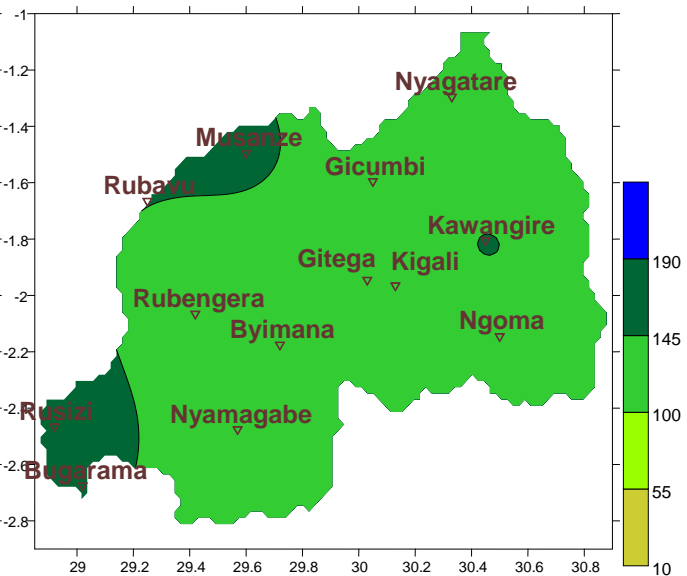 -1
-1.2
Nyagatare
-1.4
Musanze
Gicumbi
-1.6
Rubavu
Kawangire
-1.8
Gitega
Kigali
190
-2
Rubengera
Byimana
Ngoma
145
-2.2
-2.4
Rusizi
Nyamagabe
100
-2.6
Bugarama
55
-2.8
10
29
29.2
29.4
29.6
29.8
30
30.2
30.4
30.6
30.8